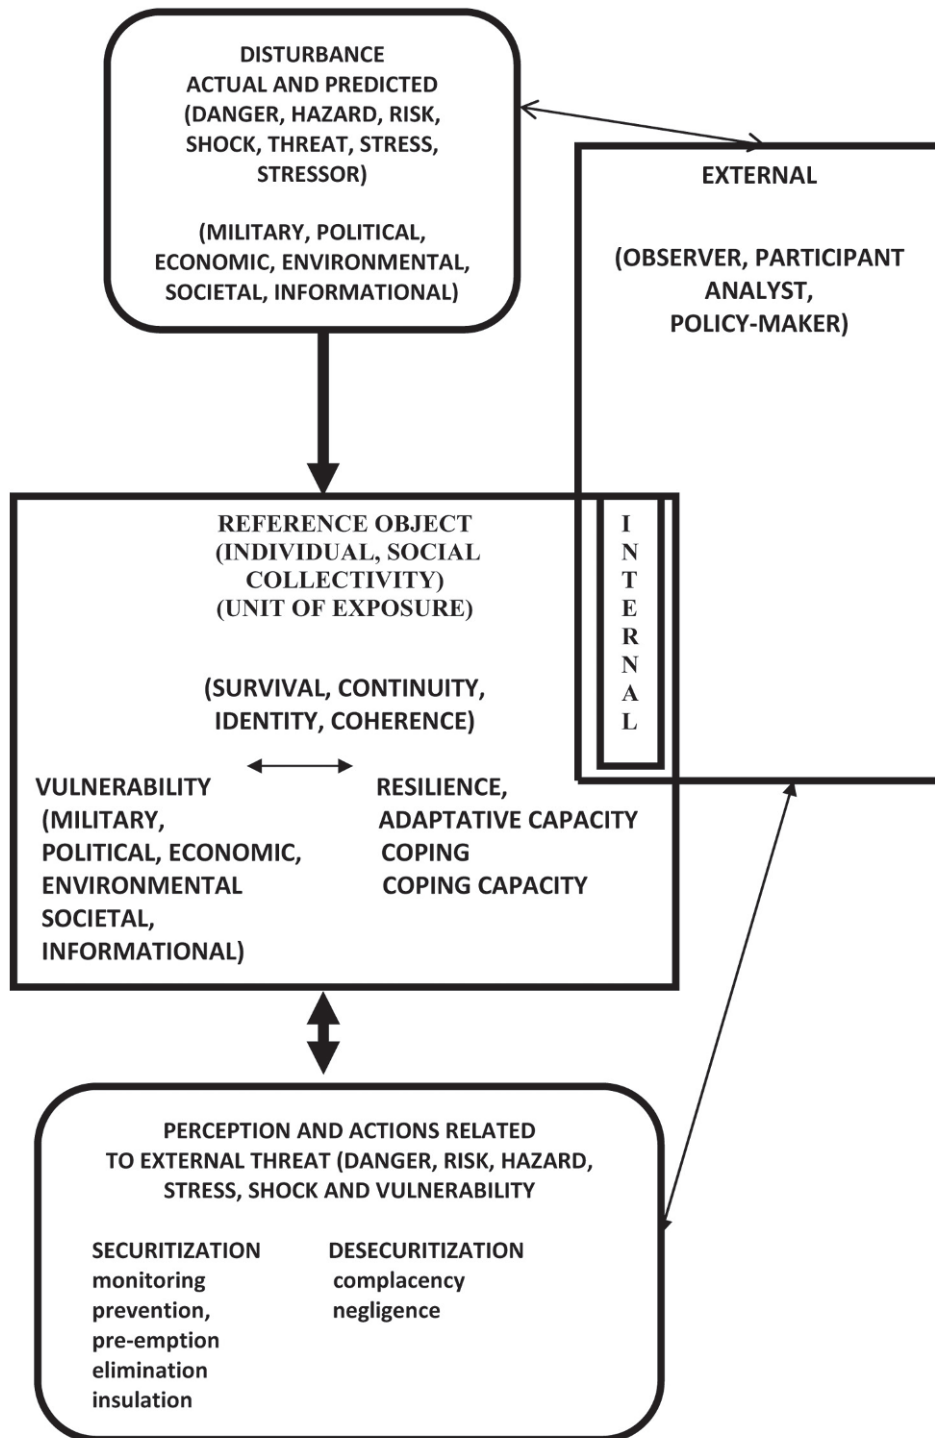 DISTURBANCE
ACTUAL AND PREDICTED
(DANGER, HAZARD, RISK,
SHOCK, THREAT, STRESS,
STRESSOR)
(MILITARY, POLITICAL,
ECONOMIC, ENVIRONMENTAL,
SOCIETAL, INFORMATIONAL)
EXTERNAL
(OBSERVER, PARTICIPANT
ANALYST,
POLICY-MAKER)
REFERENCE OBJECT
(INDIVIDUAL, SOCIAL
COLLECTIVITY)
(UNIT OF EXPOSURE)
(SURVIVAL, CONTINUITY,
IDENTITY, COHERENCE)
I
N
T
E
R
N
A
L
VULNERABILITY
(MILITARY,
POLITICAL, ECONOMIC,
ENVIRONMENTAL
SOCIETAL,
INFORMATIONAL)
RESILIENCE,
ADAPTATIVE CAPACITY
COPING
COPING CAPACITY
PERCEPTION AND ACTIONS RELATED
TO EXTERNAL THREAT (DANGER, RISK, HAZARD,
STRESS, SHOCK AND VULNERABILITY
SECURITIZATION
monitoring
prevention,
pre-emption
elimination
insulation
DESECURITIZATION
complacency
negligence